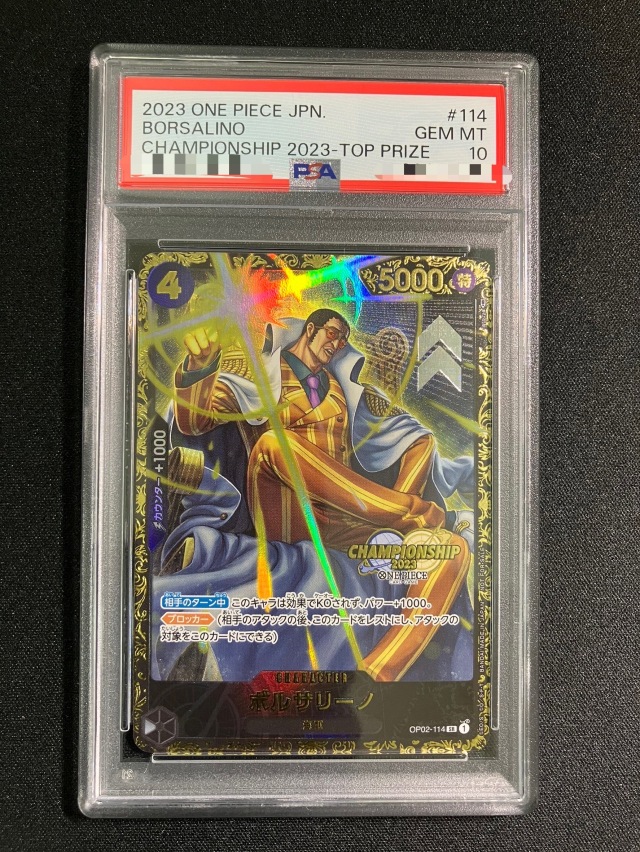 2023 ONE PIECE JPN. #114
BORSALINO GEM MT
CHAMPIONSHIP 2023-TOP PRIZE 10
PSA
4 5000 特
カウンター +1000
CHAMPIONSHIP
2023
ONE PIECE
CARD GAME
相手のターン中 このキャラは効果でKOされず、パワー+1000。
ブロッカー (相手のアタックの後、このカードをレストにし、アタックの
対象をこのカードにできる)
CHARACTER
ボルサリーノ
海軍
OP02-114 SR 1